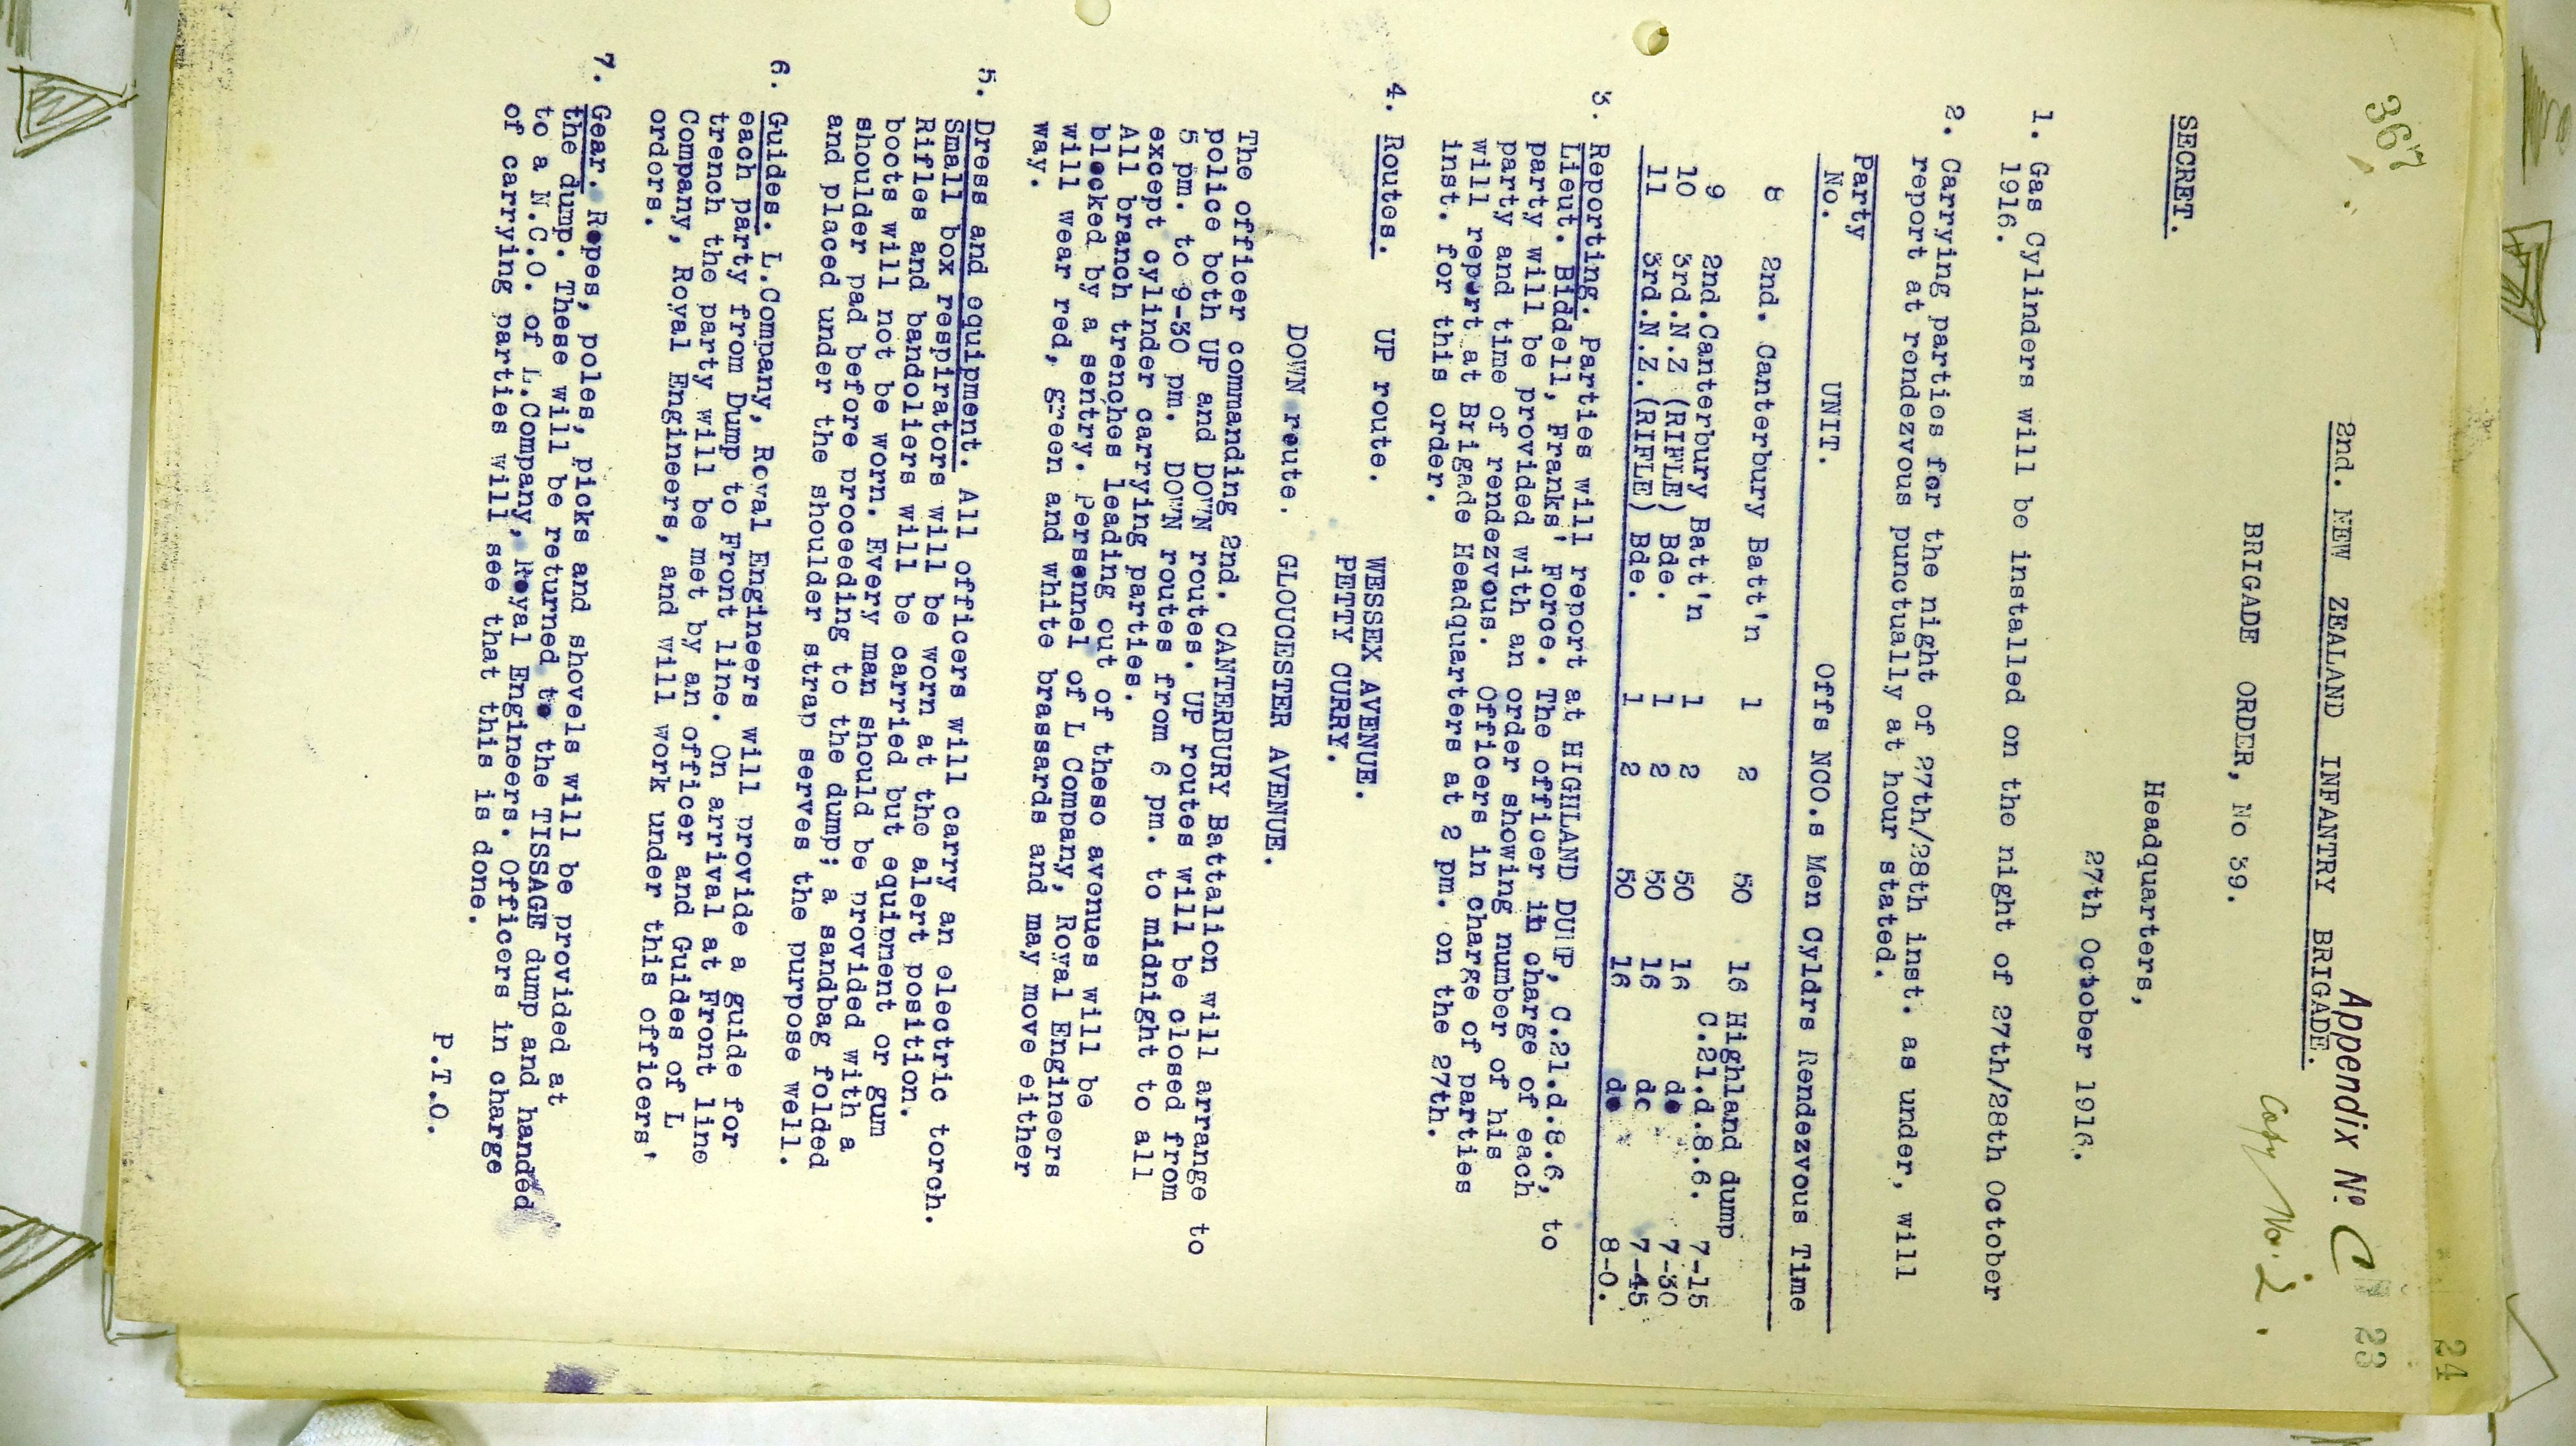 367
24
23
Appendix No C
2nd. NEW ZEALAND INFANTRY BRIGADE.
Copy No. 2.
BRIGADE ORDER, No 39.
SECRET.
Headquarters,
27th October 1916.
1. Gas Cylinders will be installed on the night of 27th/28th October
1916.
2. Carrying parties for the night of 27th/28th inst. as under, will
report at rendezvous punctually at hour stated.
Party No. UNIT. Offs NCO.s Men Cyldrs Rendezvous Time
8 2nd. Canterbury Batt'n 1 2 50 16 Highland dump
C.21.d.8.6. 7-15
9 2nd.Canterbury Batt'n 1 2 50 16 do 7-30
10 3rd.N.Z (RIFLE) Bde. 1 2 50 16 do 7-45
11 3rd.N.Z.(RIFLE) Bde. 1 2 50 16 do 8-0.
3. Reporting. Parties will report at HIGHLAND DUMP, C.21.d.8.6, to
Lieut. Biddell, Franks' Force. The officer in charge of each
party will be provided with an order showing number of his
party and time of rendezvous. Officers in charge of parties
will report at Brigade Headquarters at 2 pm. on the 27th.
inst. for this order.
4. Routes. UP route. WESSEX AVENUE.
PETTY CURRY.
DOWN route. GLOUCESTER AVENUE.
The officer commanding 2nd. CANTERBURY Battalion will arrange to
police both UP and DOWN routes. UP routes will be closed from
5 pm. to 9-30 pm. DOWN routes from 6 pm. to midnight to all
except cylinder carrying parties.
All branch trenches leading out of these avenues will be
blocked by a sentry. Personnel of L Company, Royal Engineers
will wear red, green and white brassards and may move either
way.
5. Dress and equipment. All officers will carry an electric torch.
Small box respirators will be worn at the alert position.
Rifles and bandoliers will be carried but equipment or gum
boots will not be worn. Every man should be provided with a
shoulder pad before proceeding to the dump; a sandbag folded
and placed under the shoulder strap serves the purpose well.
6. Guides. L.Company, Royal Engineers will provide a guide for
each party from Dump to Front line. On arrival at Front line
trench the party will be met by an officer and Guides of L
Company, Royal Engineers, and will work under this officers'
orders.
7. Gear. Ropes, poles, picks and shovels will be provided at
the dump. These will be returned to the TISSAGE dump and handed
to a N.C.O. of L.Company, Royal Engineers. Officers in charge
of carrying parties will see that this is done.
P.T.O.